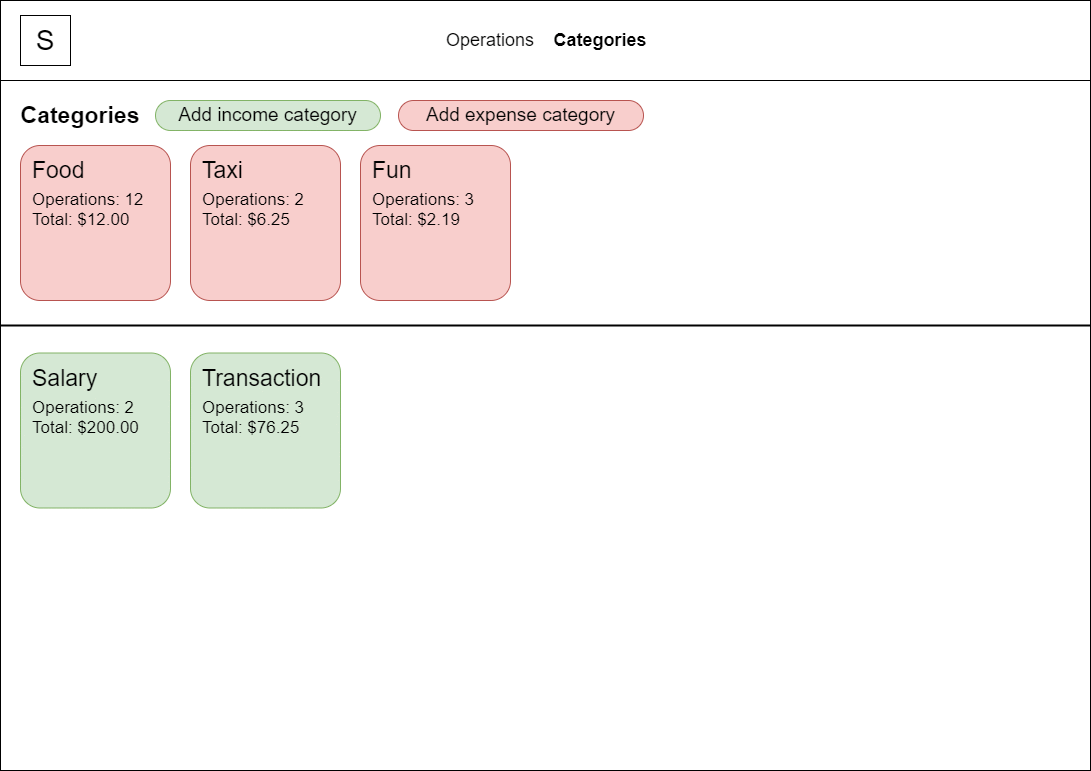 S
Operations Categories
Categories Add income category Add expense category
Food
Operations: 12
Total: $12.00
Taxi
Operations: 2
Total: $6.25
Fun
Operations: 3
Total: $2.19
Salary
Operations: 2
Total: $200.00
Transaction
Operations: 3
Total: $76.25